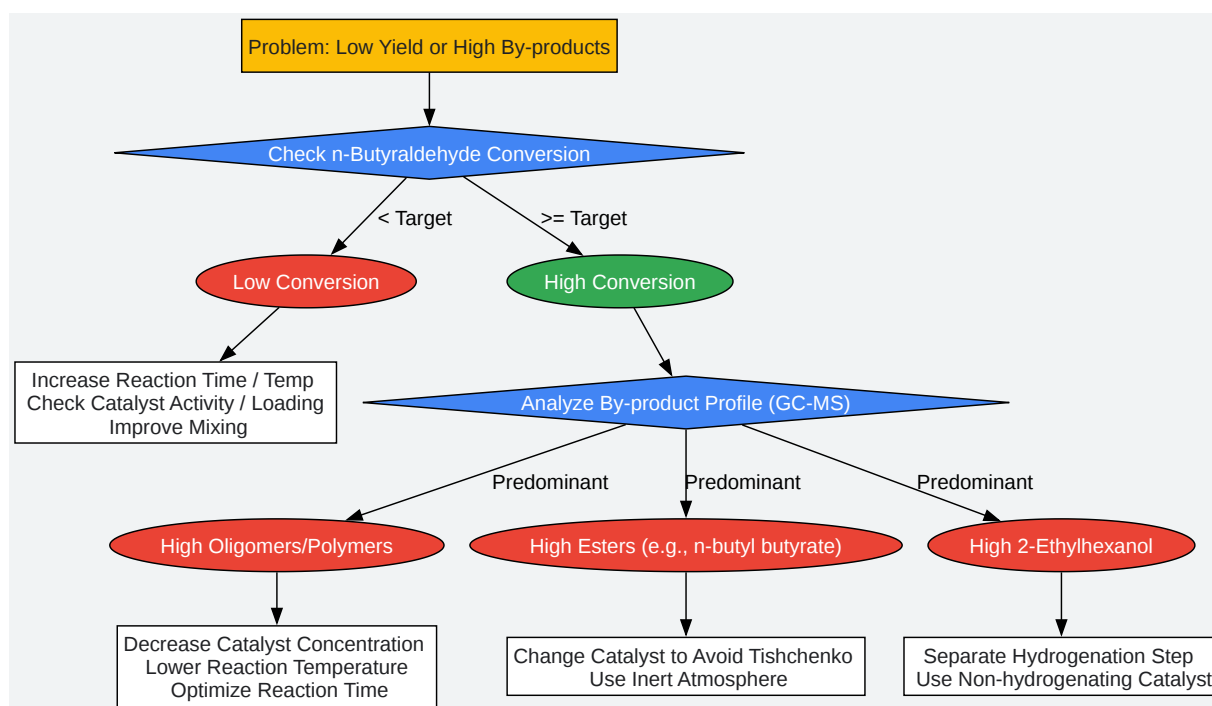 Problem: Low Yield or High By-products
Check n-Butyraldehyde Conversion
< Target
>= Target
Low Conversion
High Conversion
Increase Reaction Time / Temp
Check Catalyst Activity / Loading
Improve Mixing
Analyze By-product Profile (GC-MS)
Predominant
Predominant
Predominant
High Oligomers/Polymers
High Esters (e.g., n-butyl butyrate)
High 2-Ethylhexanol
Decrease Catalyst Concentration
Lower Reaction Temperature
Optimize Reaction Time
Change Catalyst to Avoid Tishchenko
Use Inert Atmosphere
Separate Hydrogenation Step
Use Non-hydrogenating Catalyst